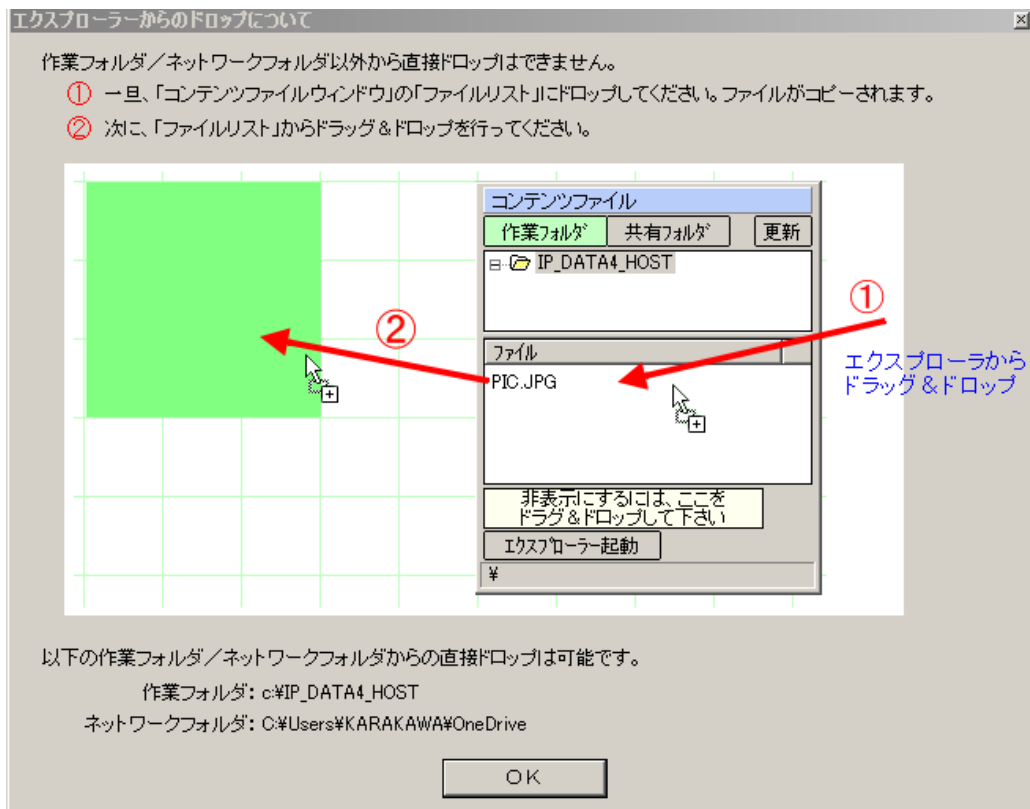 エクスプローラーからのドロップについて
作業フォルダ／ネットワークフォルダ以外から直接ドロップはできません。
① 一旦、「コンテンツファイルウィンドウ」の「ファイルリスト」にドロップしてください。ファイルがコピーされます。
② 次に、「ファイルリスト」からドラッグ＆ドロップを行ってください。
コンテンツファイル
作業ﾌｫﾙﾀﾞ 共有ﾌｫﾙﾀﾞ 更新
IP_DATA4_HOST
①
②
ﾌｧｲﾙ
エクスプローラから
ドラッグ＆ドロップ
PIC.JPG
非表示にするには、ここを
ドラグ＆ドロップして下さい
ｴｸｽﾌﾟﾛｰﾗｰ起動
¥
以下の作業フォルダ／ネットワークフォルダからの直接ドロップは可能です。
作業フォルダ： c:¥IP_DATA4_HOST
ネットワークフォルダ： C:¥Users¥KARAKAWA¥OneDrive
OK